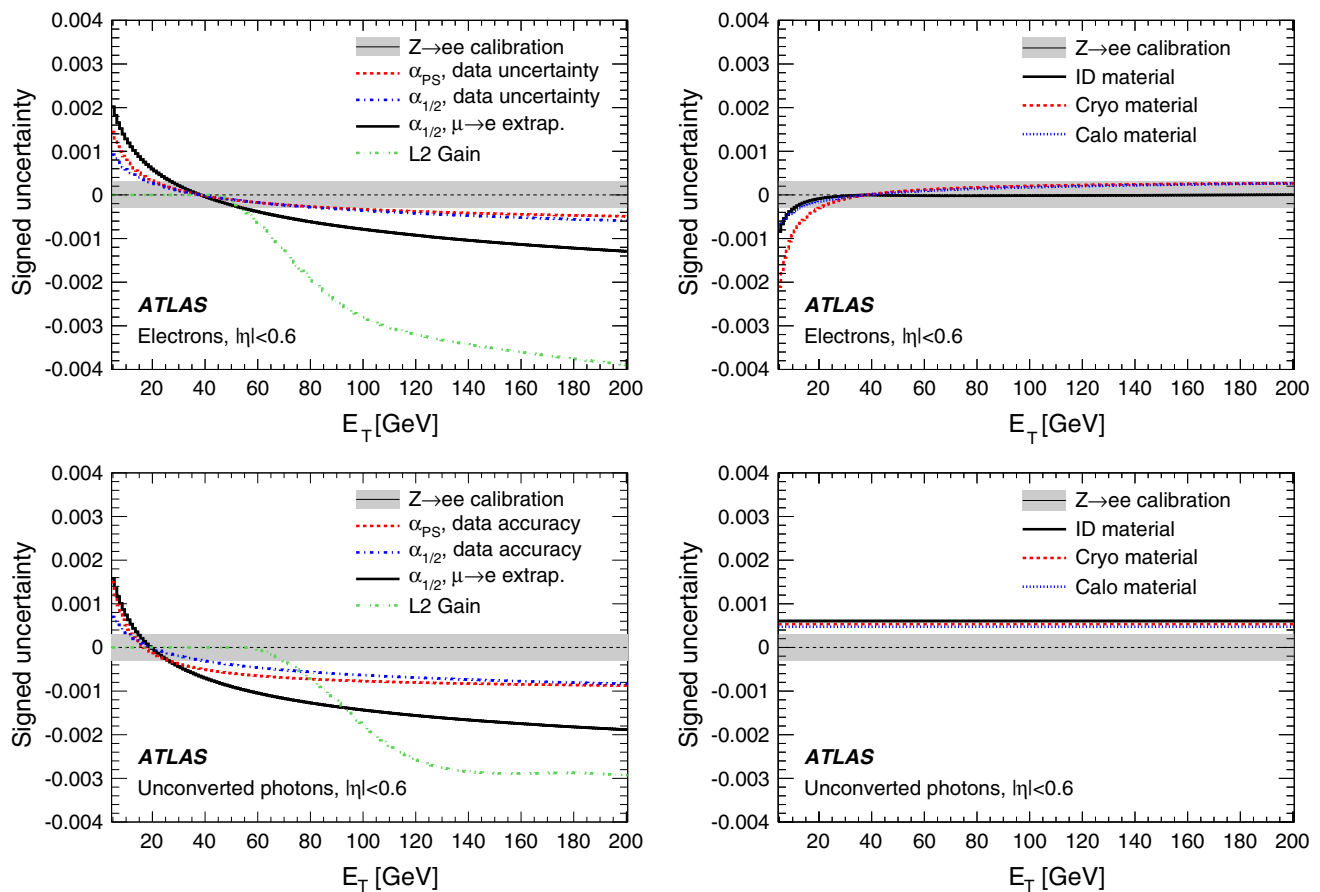 0.004
0.003
0.002
0.001
0
-0.001
-0.002
-0.003
-0.004
Signed uncertainty
Z→ee calibration
α_PS, data uncertainty
α_1/2, data uncertainty
α_1/2, μ→e extrap.
L2 Gain
ATLAS
Electrons, |η|<0.6
20 40 60 80 100 120 140 160 180 200
E_T [GeV]
0.004
0.003
0.002
0.001
0
-0.001
-0.002
-0.003
-0.004
Signed uncertainty
Z→ee calibration
ID material
Cryo material
Calo material
ATLAS
Electrons, |η|<0.6
20 40 60 80 100 120 140 160 180 200
E_T [GeV]
0.004
0.003
0.002
0.001
0
-0.001
-0.002
-0.003
-0.004
Signed uncertainty
Z→ee calibration
α_PS, data accuracy
α_1/2, data accuracy
α_1/2, μ→e extrap.
L2 Gain
ATLAS
Unconverted photons, |η|<0.6
20 40 60 80 100 120 140 160 180 200
E_T [GeV]
0.004
0.003
0.002
0.001
0
-0.001
-0.002
-0.003
-0.004
Signed uncertainty
Z→ee calibration
ID material
Cryo material
Calo material
ATLAS
Unconverted photons, |η|<0.6
20 40 60 80 100 120 140 160 180 200
E_T [GeV]